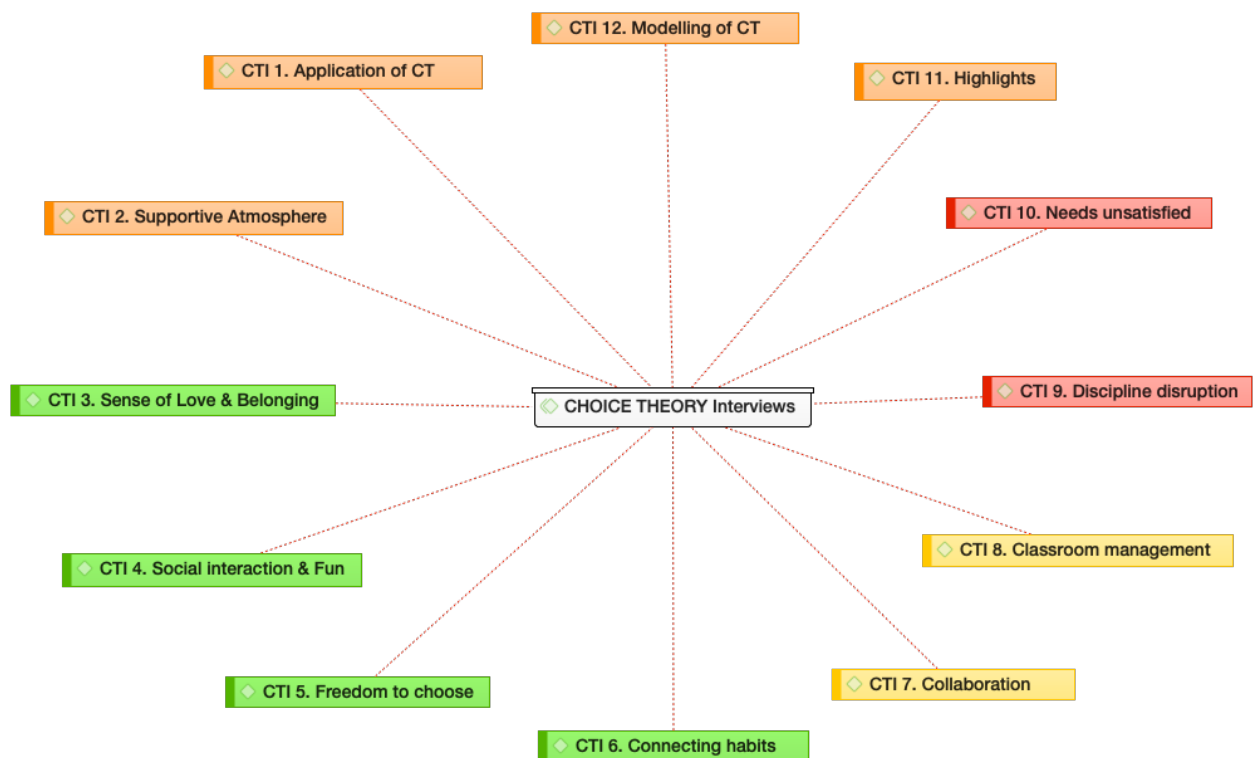 CTI 12. Modelling of CT
CTI 1. Application of CT
CTI 11. Highlights
CTI 2. Supportive Atmosphere
CTI 10. Needs unsatisfied
CTI 3. Sense of Love & Belonging
CHOICE THEORY Interviews
CTI 9. Discipline disruption
CTI 4. Social interaction & Fun
CTI 8. Classroom management
CTI 5. Freedom to choose
CTI 7. Collaboration
CTI 6. Connecting habits